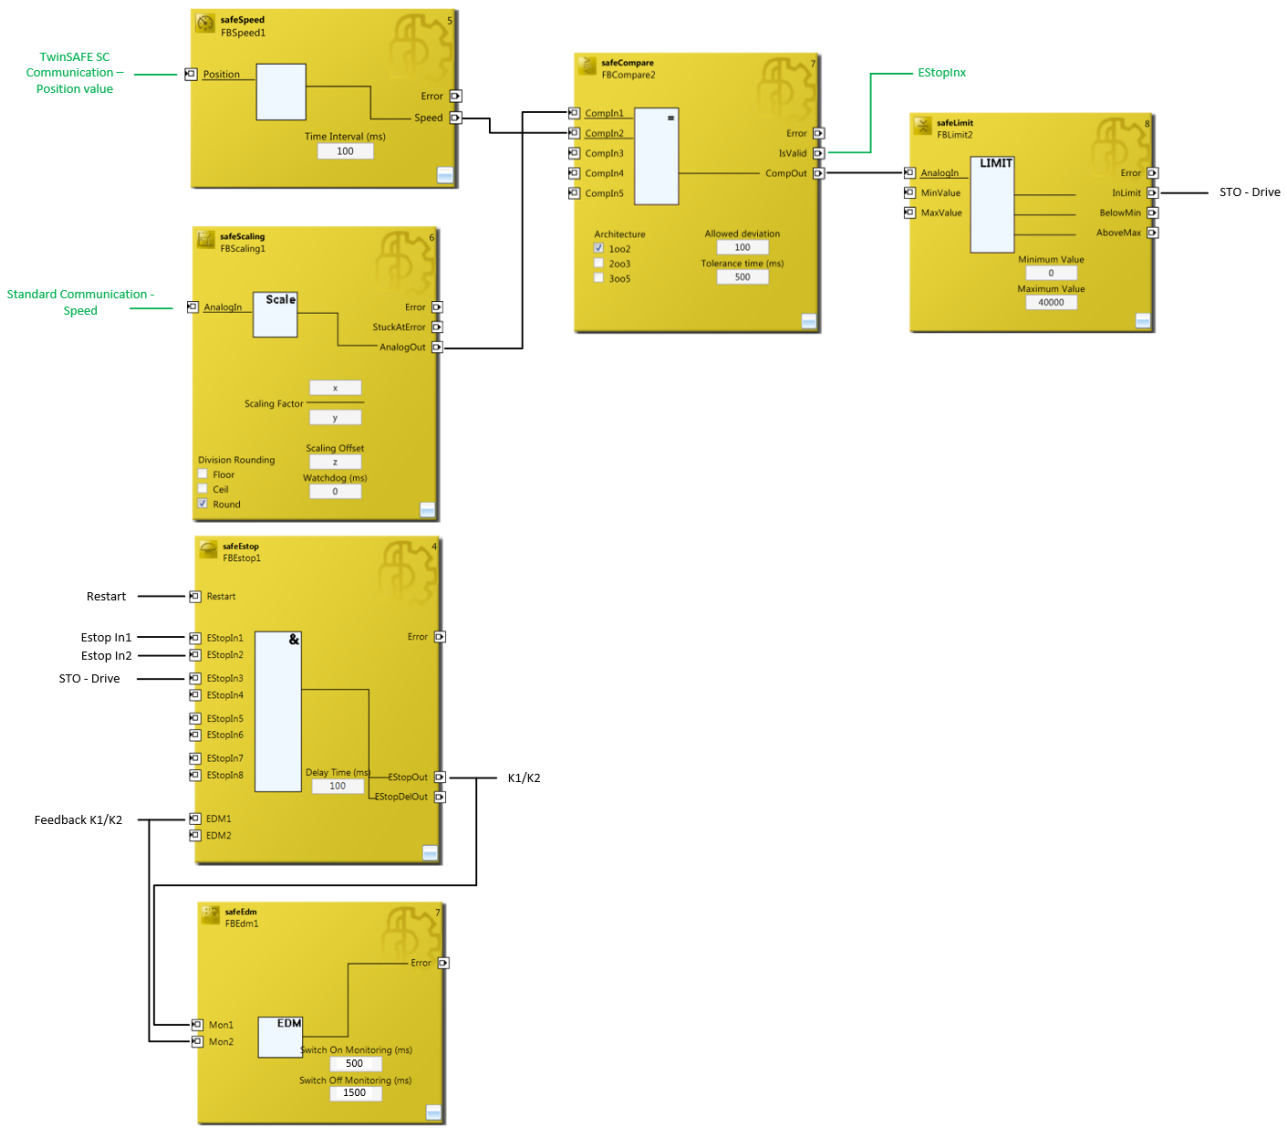 safeSpeed
FBSpeed1
5
TwinSAFE SC
Communication –
Position value
Position
Error
Speed
Time Interval (ms)
100
safeScaling
FBScaling1
6
Standard Communication -
Speed
AnalogIn
Scale
Error
StuckAtError
AnalogOut
x
Scaling Factor
y
Scaling Offset
z
Watchdog (ms)
0
Division Rounding
Floor
Ceil
Round
safeCompare
FBCompare2
7
CompIn1
CompIn2
CompIn3
CompIn4
CompIn5
=
Error
IsValid
CompOut
Architecture
1oo2
2oo3
3oo5
Allowed deviation
100
Tolerance time (ms)
500
EStopInx
safeLimit
FBLimit2
8
AnalogIn
MinValue
MaxValue
LIMIT
Error
InLimit
BelowMin
AboveMax
STO - Drive
Minimum Value
0
Maximum Value
40000
safeEstop
FBEstop1
4
Restart
Restart
Estop In1
EStopIn1
Estop In2
EStopIn2
STO - Drive
EStopIn3
EStopIn4
EStopIn5
EStopIn6
EStopIn7
EStopIn8
&
Error
Delay Time (ms)
100
EStopOut
EStopDelOut
K1/K2
Feedback K1/K2
EDM1
EDM2
safeEdm
FBEdm1
7
Error
Mon1
Mon2
EDM
Switch On Monitoring (ms)
500
Switch Off Monitoring (ms)
1500